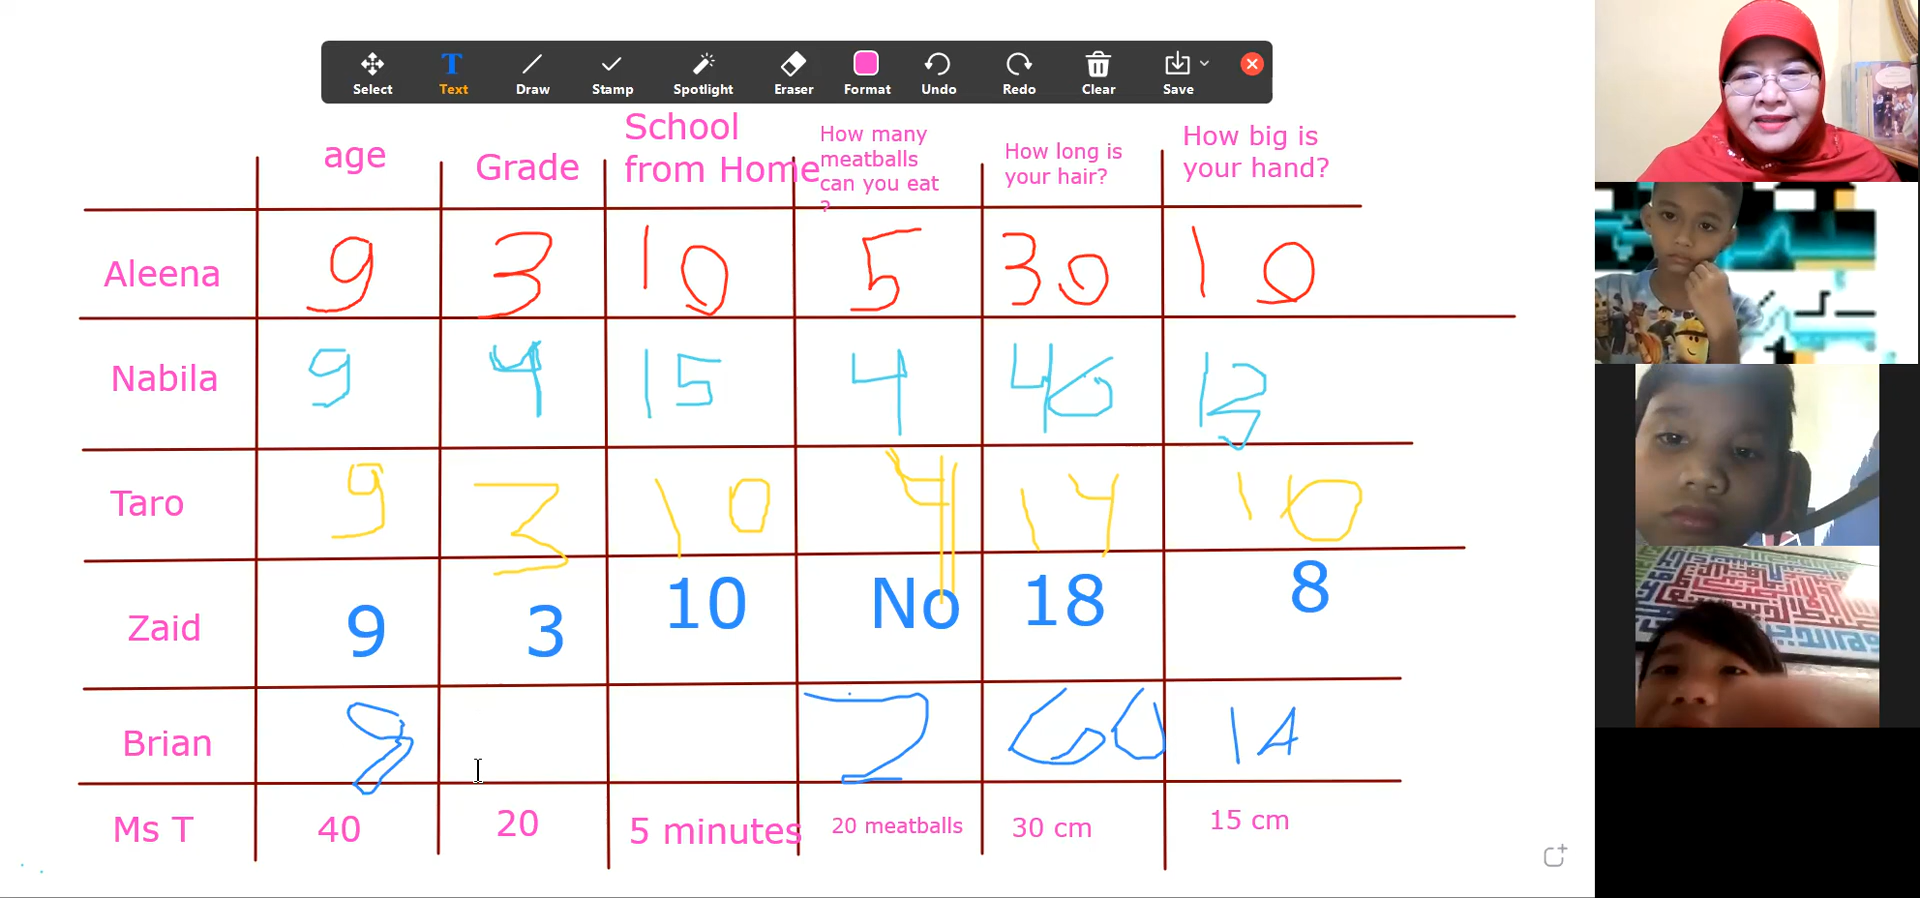 Select Text Draw Stamp Spotlight Eraser Format Undo Redo Clear Save
age
Grade
School
from Home
How many
meatballs
can you eat
?
How long is
your hair?
How big is
your hand?
Aleena 9 3 10 5 30 10
Nabila 9 4 15 4 40 13
Taro 9 3 10 4 14 10
Zaid 9 3 10 No 18 8
Brian 8 2 60 14
Ms T 40 20 5 minutes 20 meatballs 30 cm 15 cm